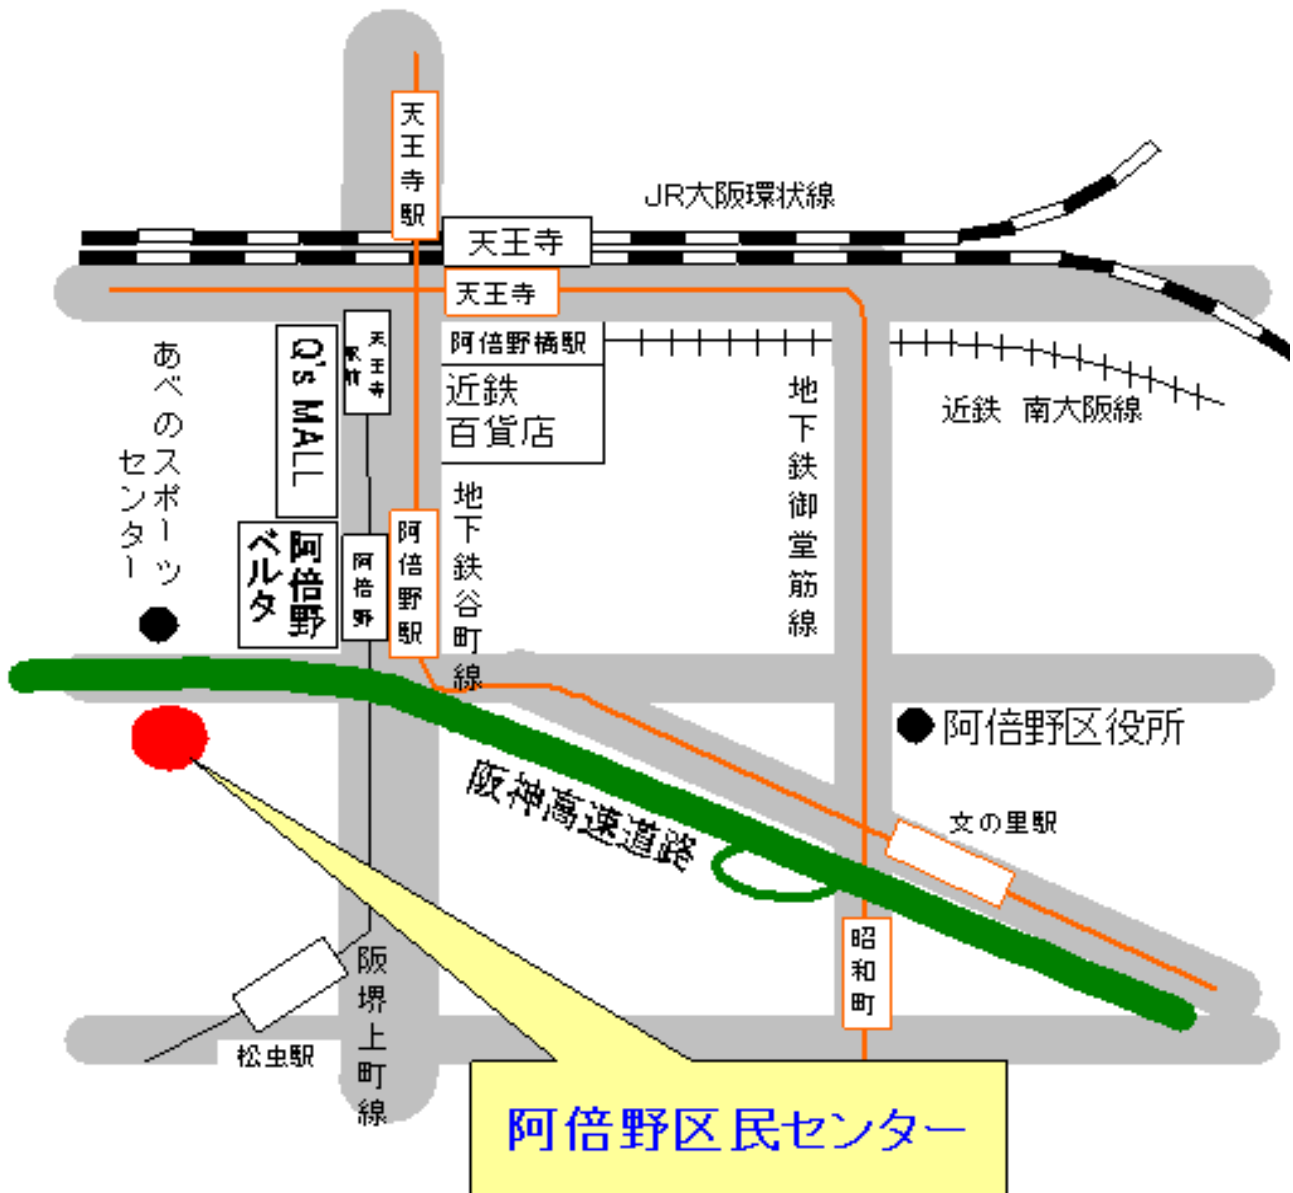 天王寺駅
JR大阪環状線
天王寺
天王寺
阿倍野橋駅
近鉄
百貨店
近鉄 南大阪線
天王寺
駅前
Q's MALL
あべのスポーツ
センター
阿倍野
ベルタ
阿倍野
阿倍野駅
地下鉄谷町線
地下鉄御堂筋線
阿倍野区役所
阪神高速道路
文の里駅
昭和町
阪堺上町線
松虫駅
阿倍野区民センター